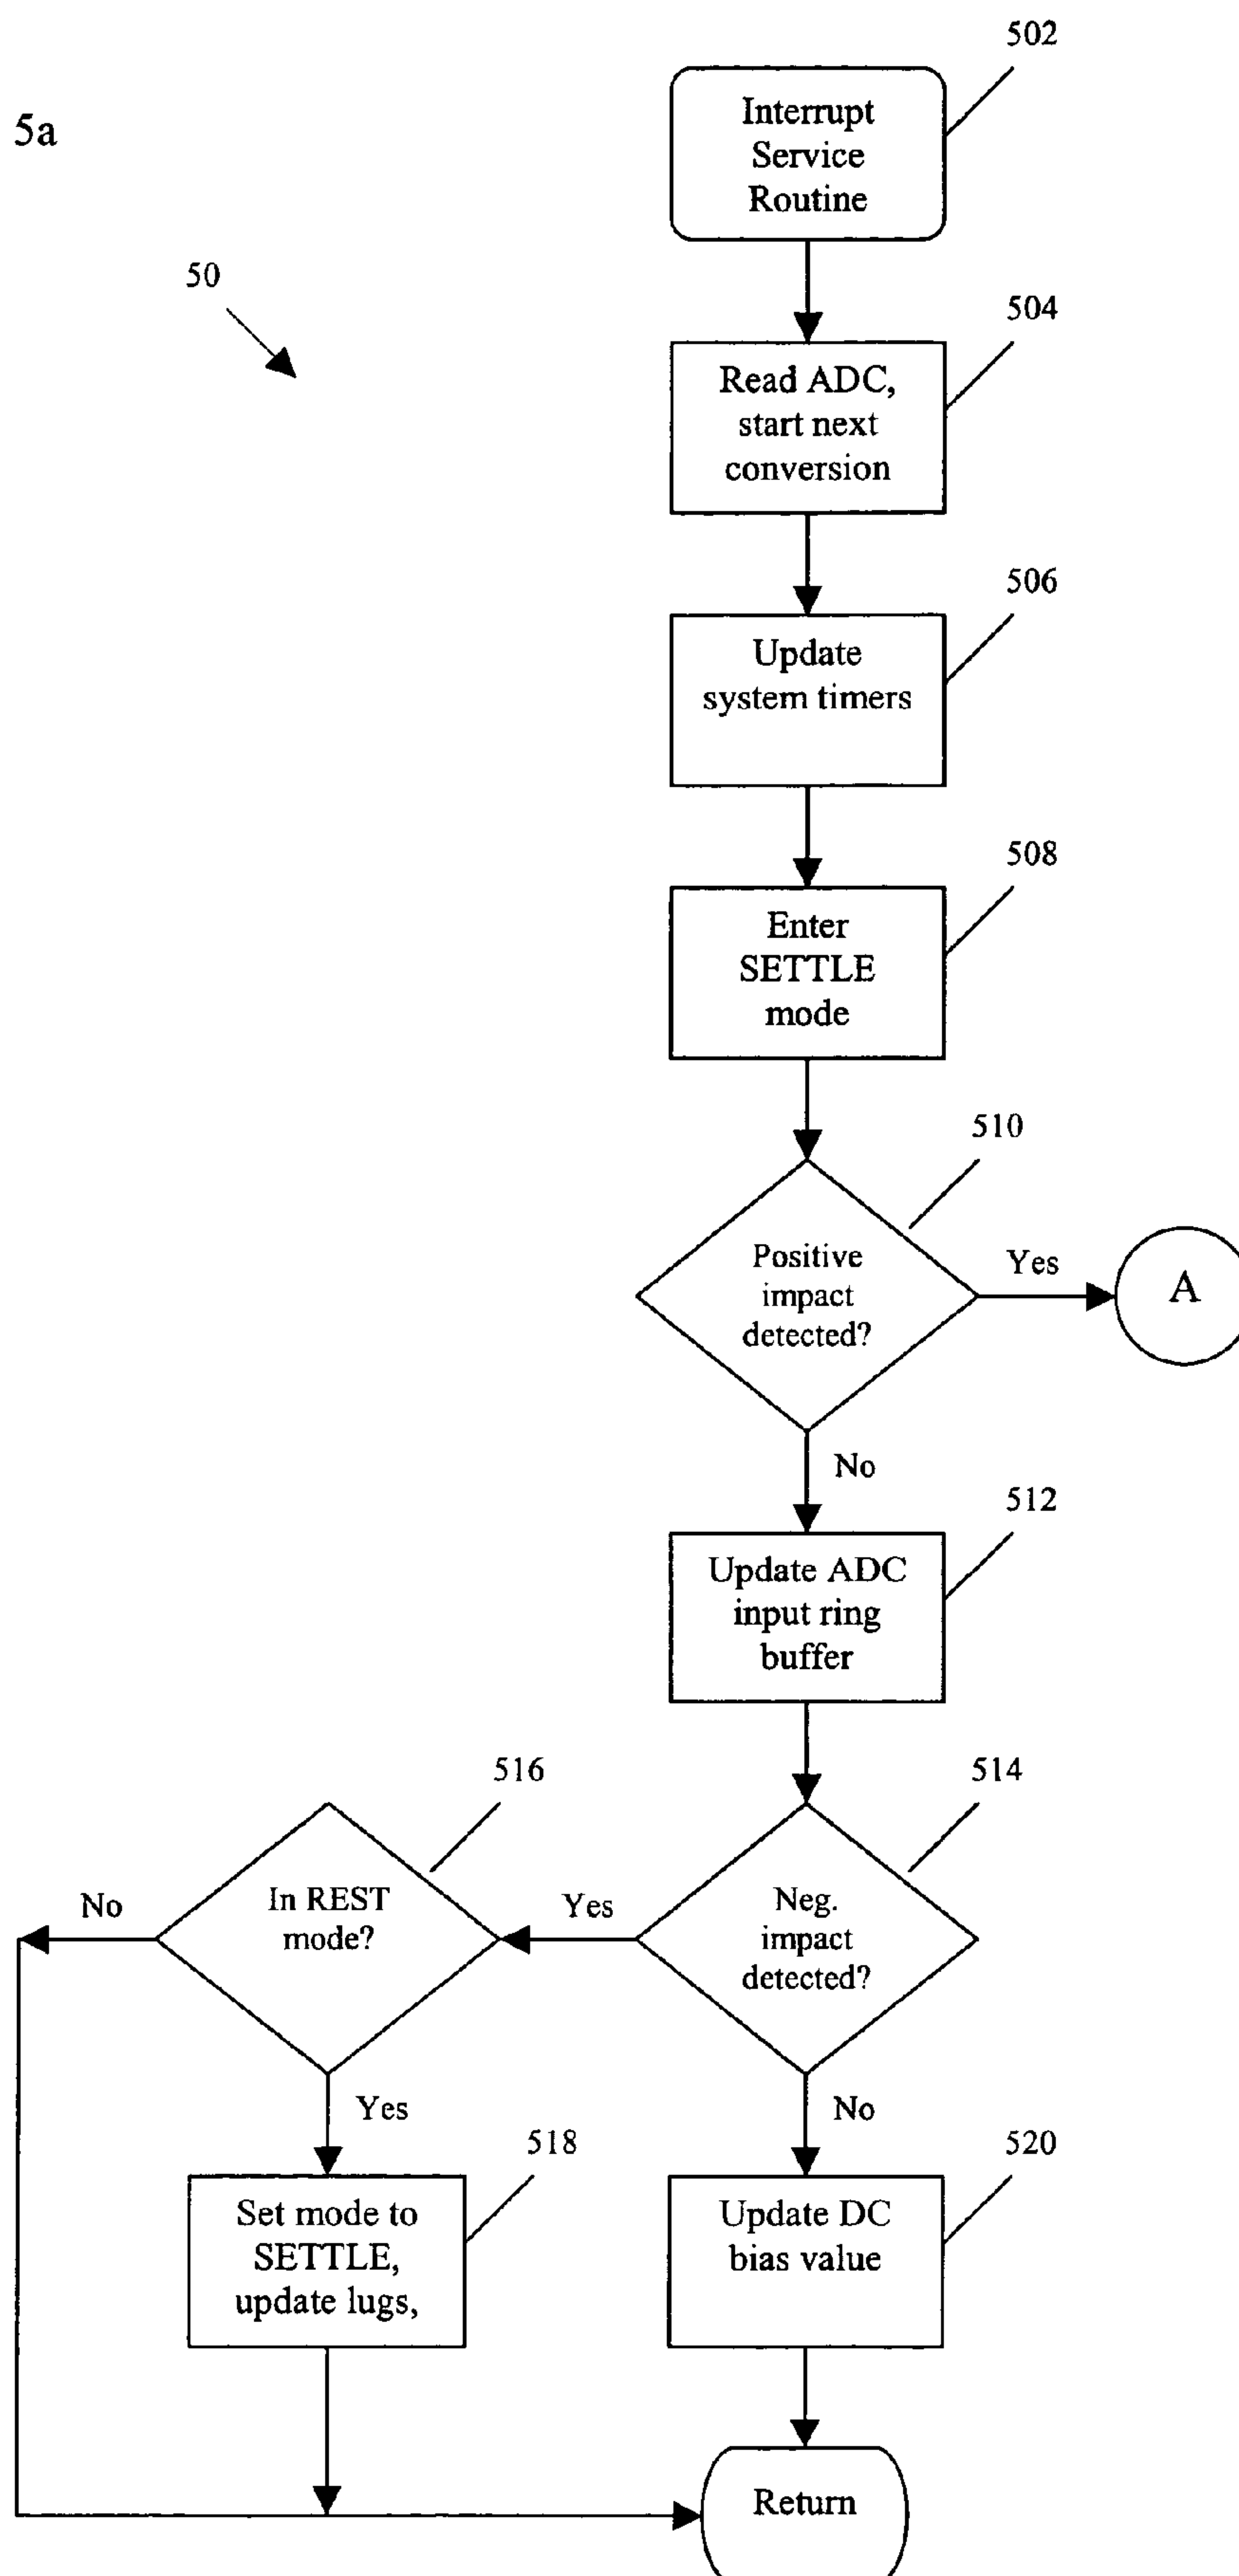 502
5a
Interrupt
Service
Routine
50
504
Read ADC,
start next
conversion
506
Update
system timers
508
Enter
SETTLE
mode
510
Positive
impact
detected?
Yes
A
No
512
Update ADC
input ring
buffer
516
514
No
In REST
mode?
Yes
Neg.
impact
detected?
Yes
No
518
520
Set mode to
SETTLE,
update lugs,
Update DC
bias value
Return